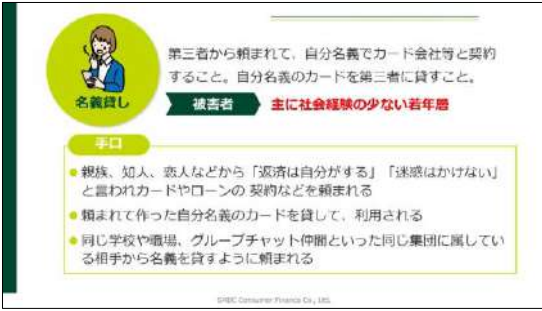 第三者から頼まれて、自分名義でカード会社等と契約
すること。自分名義のカードを第三者に貸すこと。
名義貸し
被害者
主に社会経験の少ない若年層
手口
●親族、知人、恋人などから「返済は自分がする」「迷惑はかけない」
と言われカードやローンの 契約などを頼まれる
●頼まれて作った自分名義のカードを貸して、利用される
●同じ学校や職場、グループチャット仲間といった同じ集団に属してい
る相手から名義を貸すように頼まれる
SMBC Consumer Finance Co., Ltd.